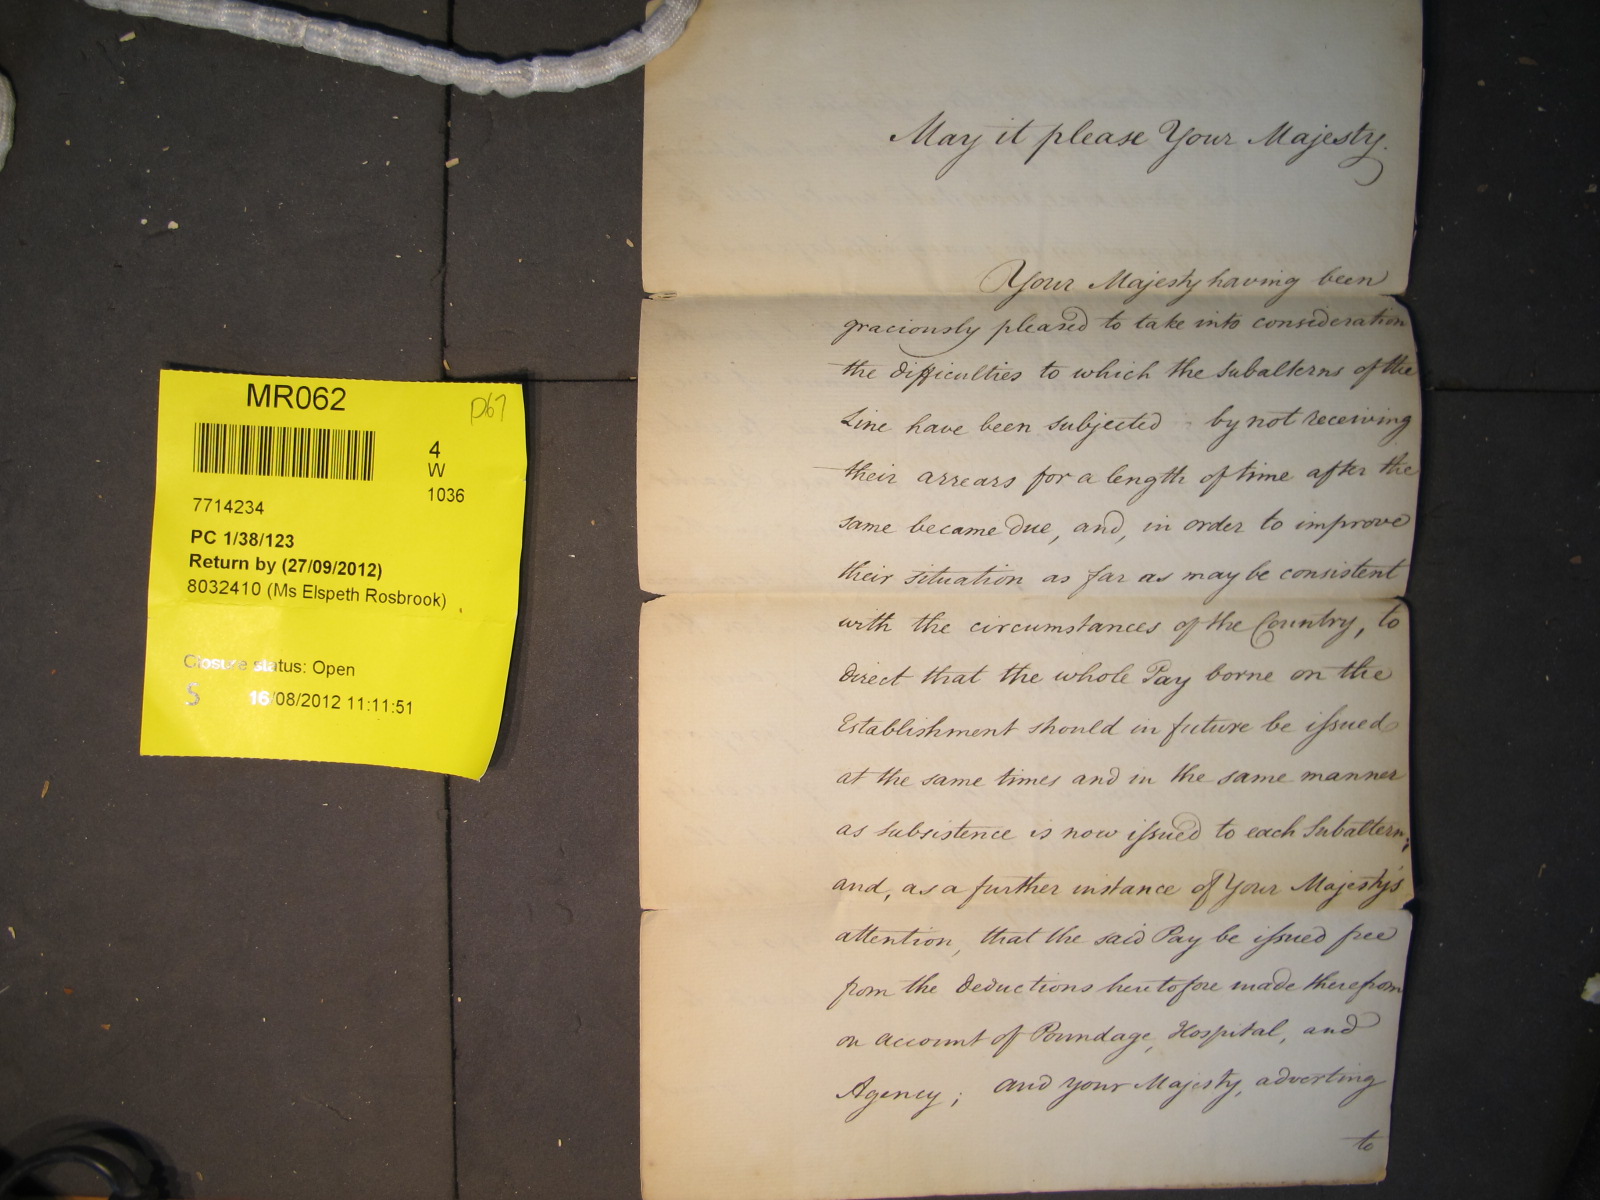 MR062
p67
4
W
1036
7714234
PC 1/38/123
Return by (27/09/2012)
8032410 (Ms Elspeth Rosbrook)
Closure status: Open
S
16/08/2012 11:11:51
May it please Your Majesty.
Your Majesty having been
graciously pleased to take into consideration
the difficulties to which the Subalterns of the
Line have been subjected by not receiving
their arrears for a length of time after the
same became due, and, in order to improve
their situation as far as may be consistent
with the circumstances of the Country, to
direct that the whole Pay borne on the
Establishment should in future be issued
at the same times and in the same manner
as subsistence is now issued to each Subaltern;
and, as a further instance of Your Majesty's
attention, that the said Pay be issued free
from the Deductions heretofore made therefrom
on account of Poundage, Hospital, and
Agency; and your Majesty, adverting
to